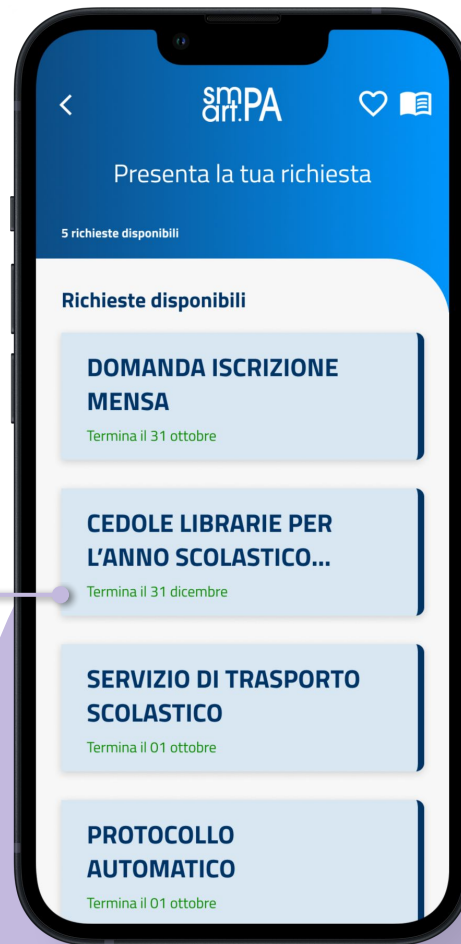 sm
art.PA
Presenta la tua richiesta
5 richieste disponibili
Richieste disponibili
DOMANDA ISCRIZIONE
MENSA
Termina il 31 ottobre
CEDOLE LIBRARIE PER
L’ANNO SCOLASTICO...
Termina il 31 dicembre
SERVIZIO DI TRASPORTO
SCOLASTICO
Termina il 01 ottobre
PROTOCOLLO
AUTOMATICO
Termina il 01 ottobre